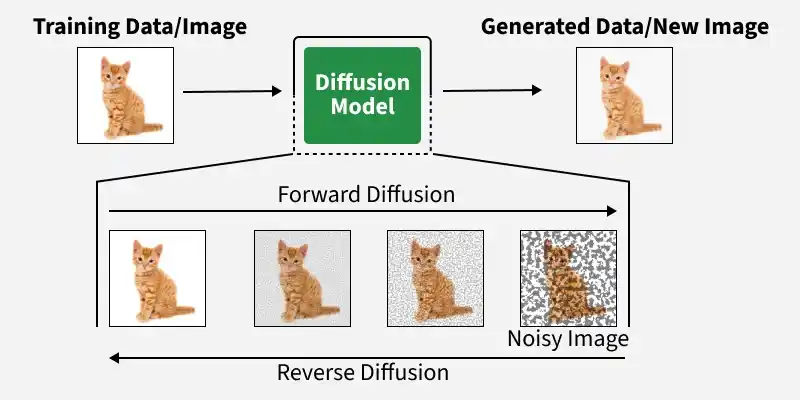 Training Data/Image
Generated Data/New Image
Diffusion
Model
Forward Diffusion
Noisy Image
Reverse Diffusion